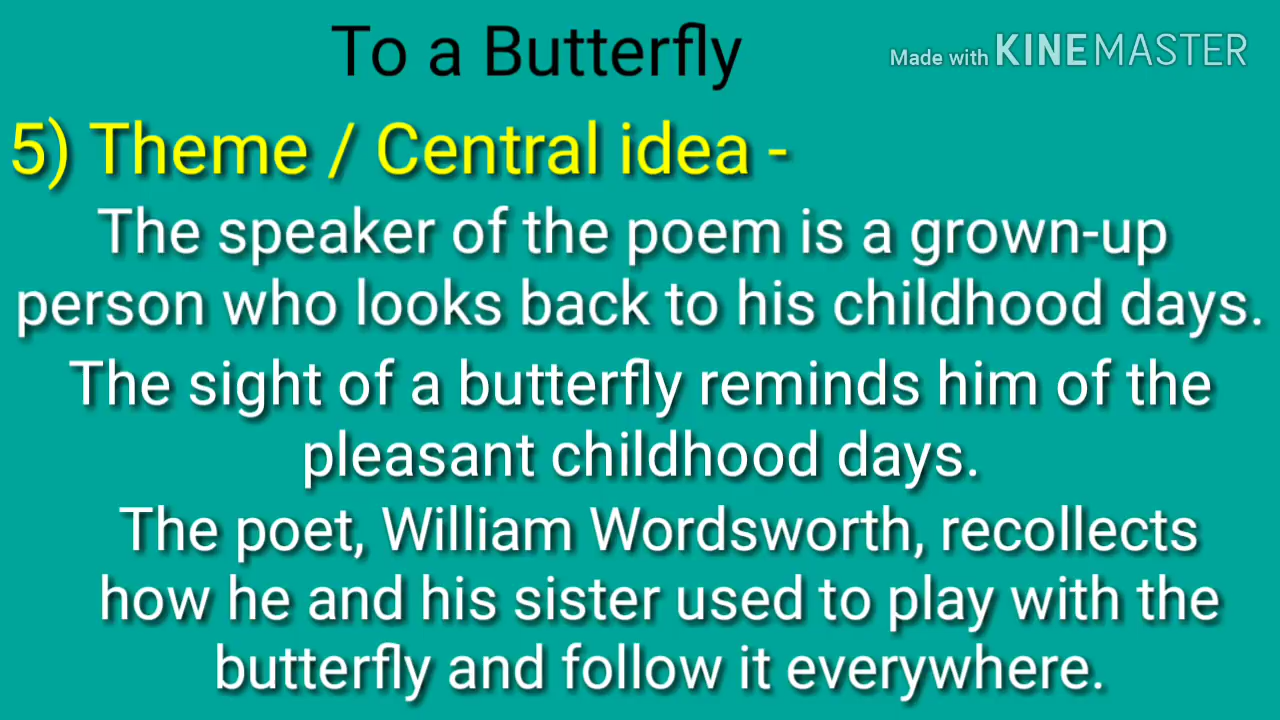 To a Butterfly
Made with KINEMASTER
5) Theme / Central idea -
The speaker of the poem is a grown-up
person who looks back to his childhood days.
The sight of a butterfly reminds him of the
pleasant childhood days.
The poet, William Wordsworth, recollects
how he and his sister used to play with the
butterfly and follow it everywhere.